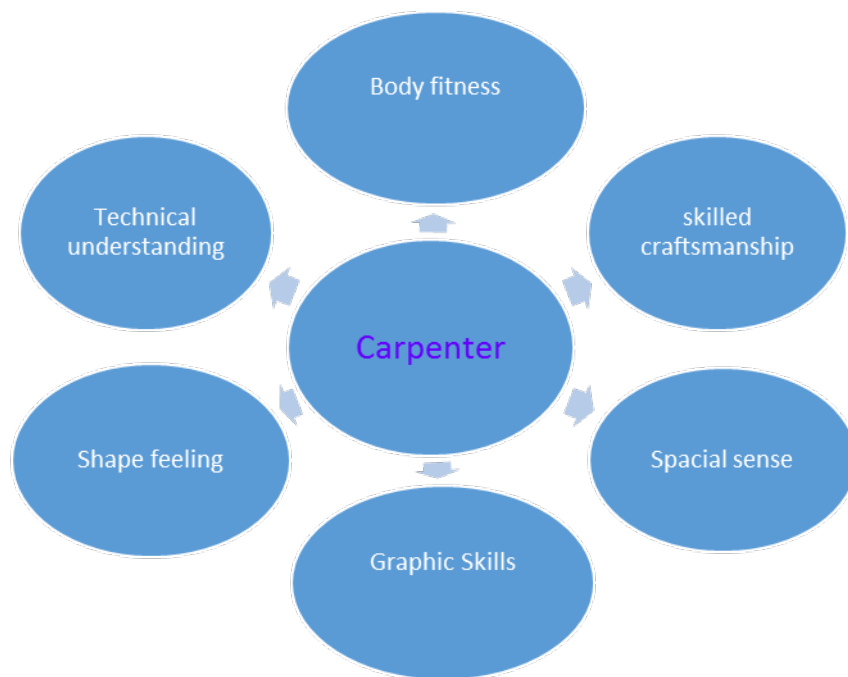 Body fitness
Technical
understanding
skilled
craftsmanship
Carpenter
Shape feeling
Spacial sense
Graphic Skills